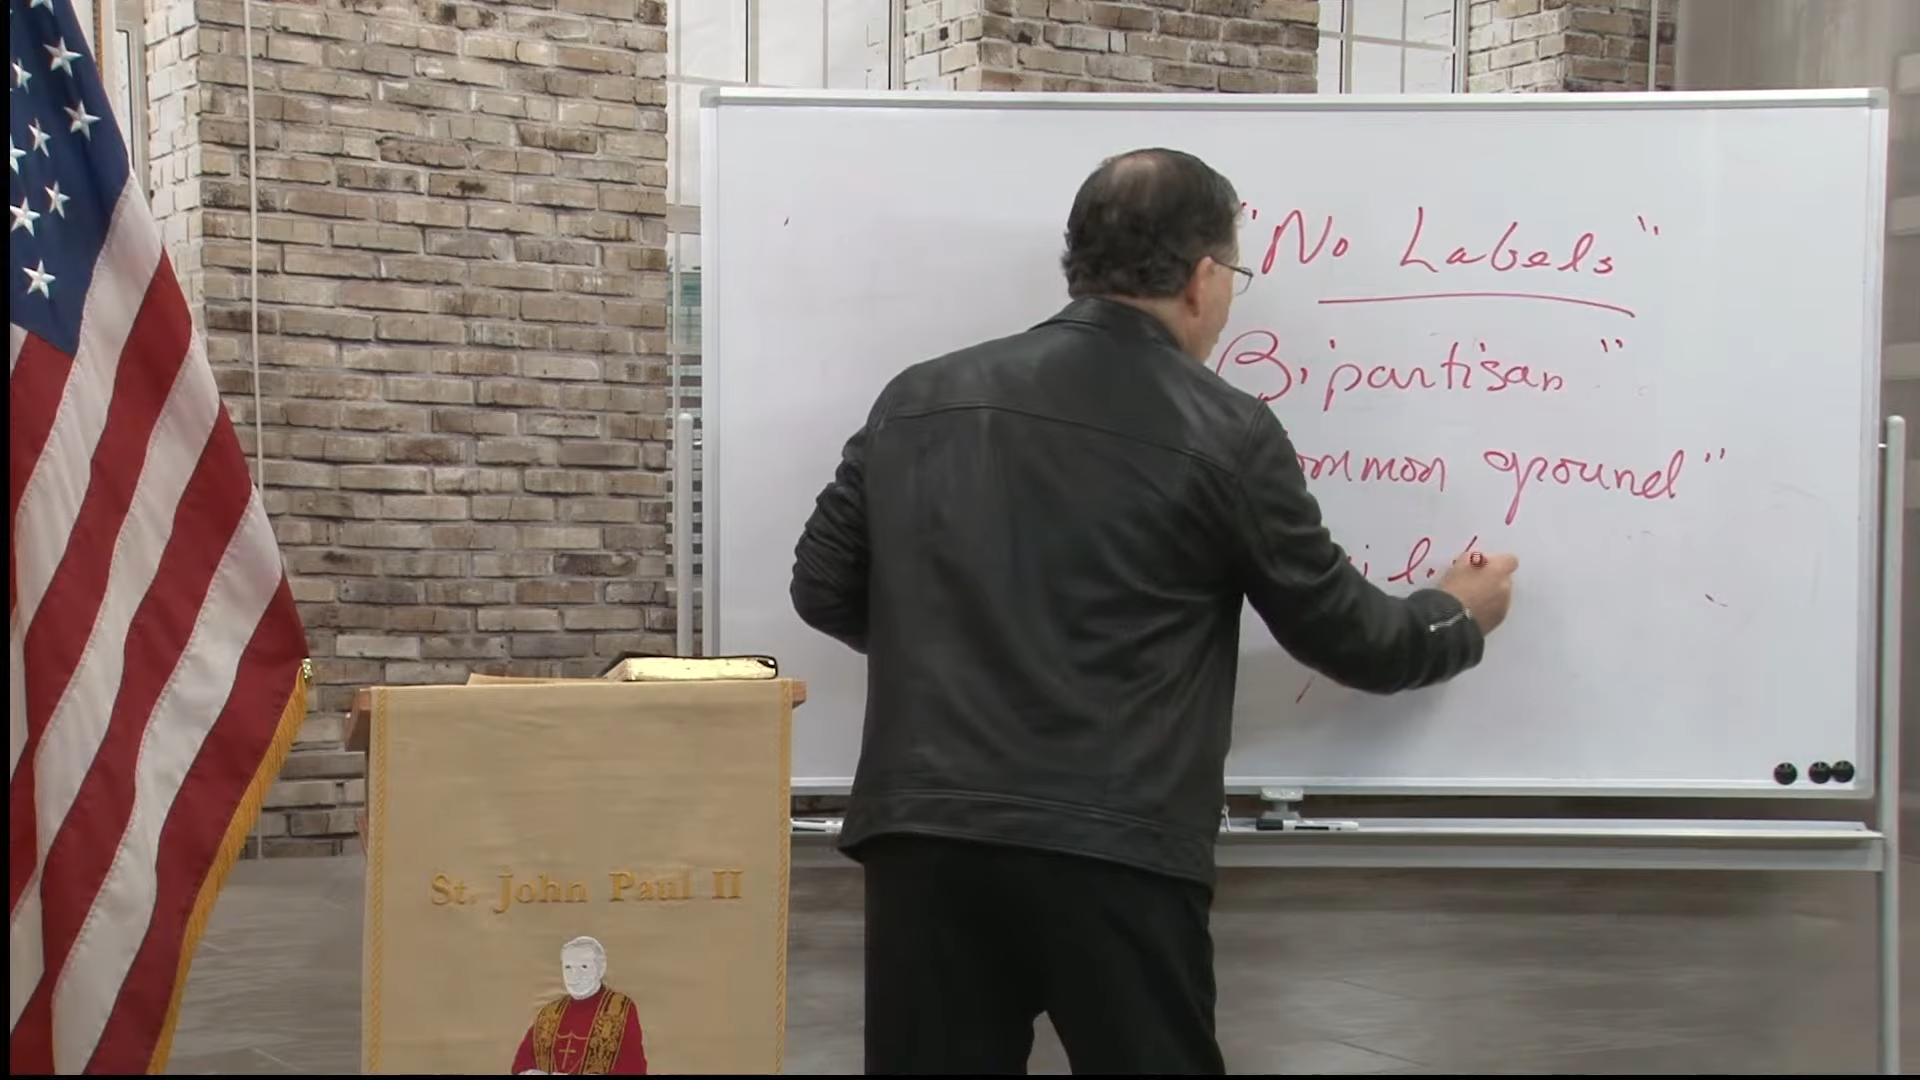 "No Labels"
Bipartisan"
ommon ground"
St. John Paul II